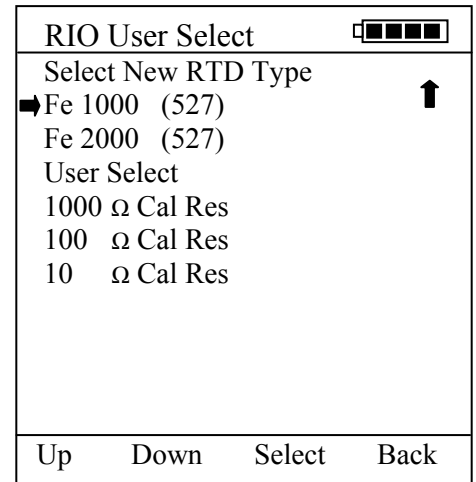 RIO User Select
Select New RTD Type
Fe 1000 (527)
Fe 2000 (527)
User Select
1000 Ω Cal Res
100 Ω Cal Res
10 Ω Cal Res
Up Down Select Back